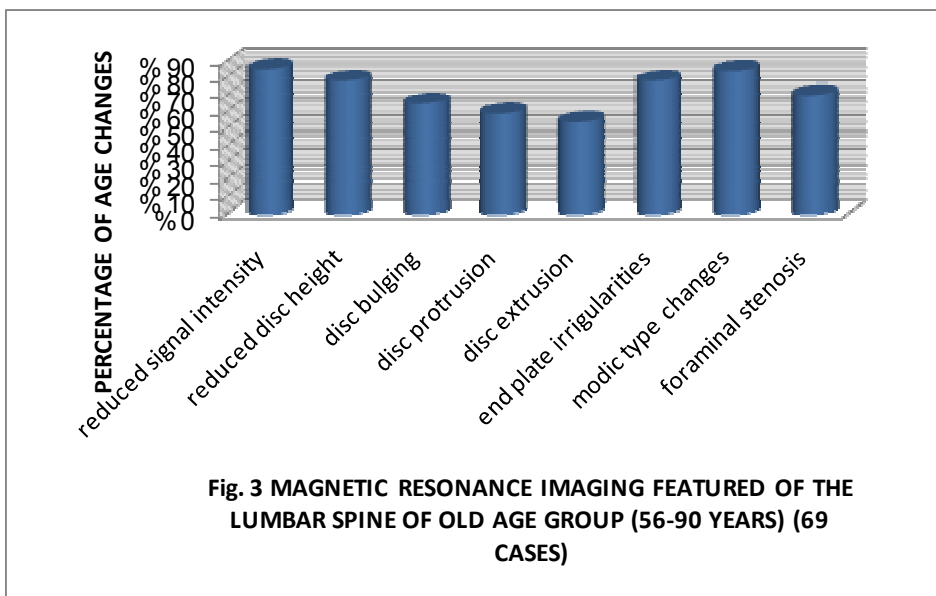 PERCENTAGE OF AGE CHANGES
% 90
% 80
% 70
% 60
% 50
% 40
% 30
% 20
% 10
% 0
reduced signal intensity
reduced disc height
disc bulging
disc protrusion
disc extrusion
end plate irrigularities
modic type changes
foraminal stenosis
Fig. 3 MAGNETIC RESONANCE IMAGING FEATURED OF THE
LUMBAR SPINE OF OLD AGE GROUP (56-90 YEARS) (69
CASES)